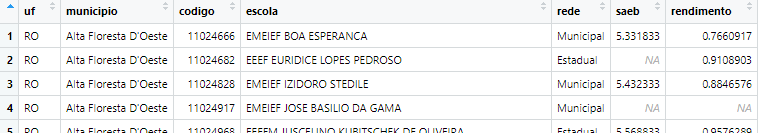 uf municipio codigo escola rede saeb rendimento
1 RO Alta Floresta D'Oeste 11024666 EMEIEF BOA ESPERANCA Municipal 5.331833 0.7660917
2 RO Alta Floresta D'Oeste 11024682 EEEF EURIDICE LOPES PEDROSO Estadual NA 0.9108903
3 RO Alta Floresta D'Oeste 11024828 EMEIEF IZIDORO STEDILE Municipal 5.432333 0.8846576
4 RO Alta Floresta D'Oeste 11024917 EMEIEF JOSE BASILIO DA GAMA Municipal NA NA
5 RO Alta Floresta D'Oeste 11024968 EEEFM JUSCELINO KUBITSCHEK DE OLIVEIRA Estadual 5.568833 0.9576289